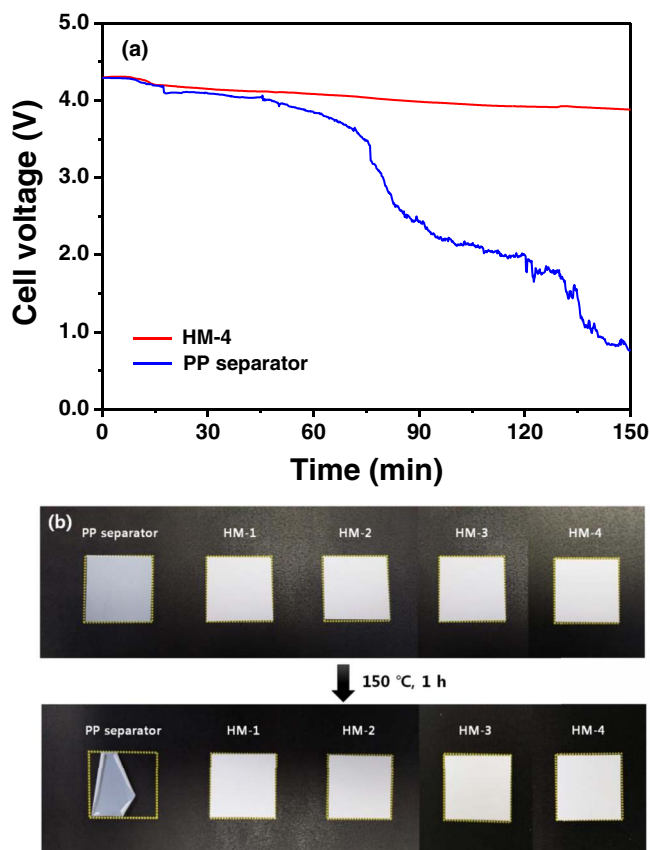 (a)
5.0
4.0
3.0
2.0
1.0
0.0
Cell voltage (V)
HM-4
PP separator
0 30 60 90 120 150
Time (min)
(b)
PP separator HM-1 HM-2 HM-3 HM-4
150 ℃, 1 h
PP separator HM-1 HM-2 HM-3 HM-4